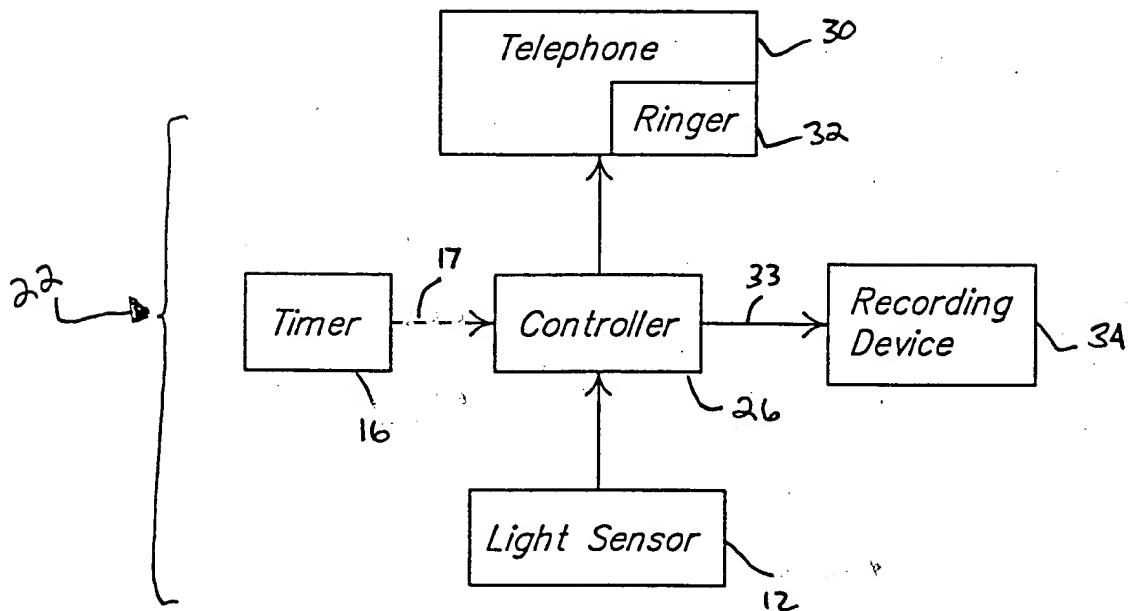 Telephone
30
Ringer
32
22
Timer
17
Controller
33
Recording
Device
34
16
26
Light Sensor
12